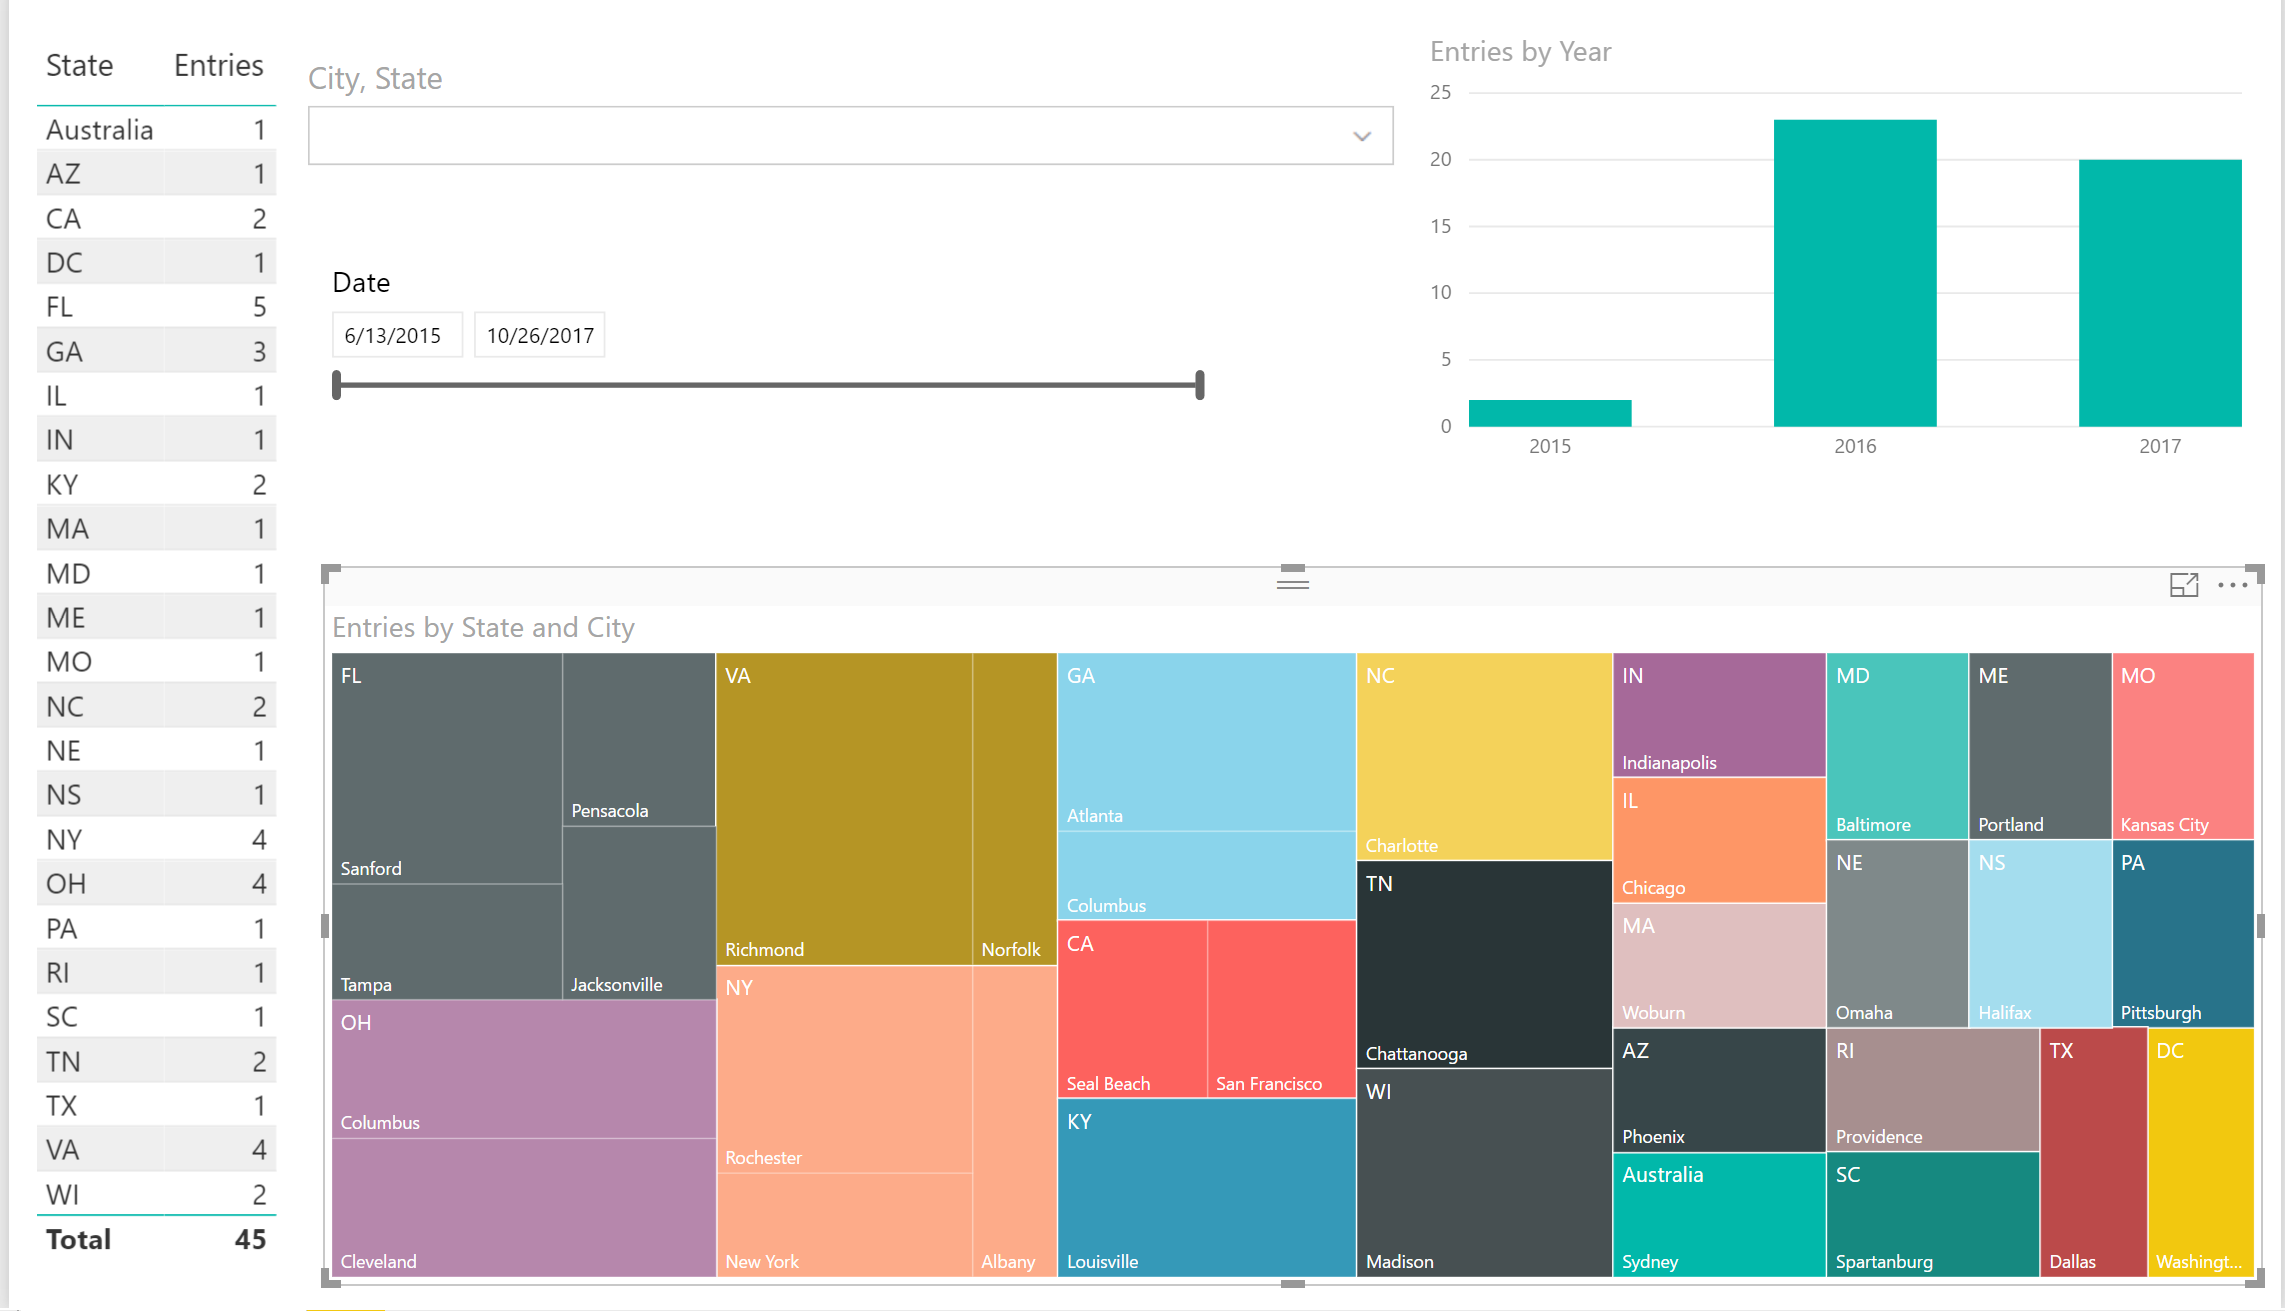 State Entries
Australia 1
AZ 1
CA 2
DC 1
FL 5
GA 3
IL 1
IN 1
KY 2
MA 1
MD 1
ME 1
MO 1
NC 2
NE 1
NS 1
NY 4
OH 4
PA 1
RI 1
SC 1
TN 2
TX 1
VA 4
WI 2
Total 45
City, State
Date
6/13/2015 10/26/2017
Entries by Year
25
20
15
10
5
0
2015 2016 2017
Entries by State and City
FL
Sanford
Pensacola
Tampa
Jacksonville
OH
Columbus
Cleveland
VA
Richmond
Norfolk
NY
Rochester
New York
Albany
GA
Atlanta
Columbus
CA
Seal Beach
San Francisco
KY
Louisville
NC
Charlotte
TN
Chattanooga
WI
Madison
IN
Indianapolis
IL
Chicago
MA
Woburn
AZ
Phoenix
Australia
Sydney
MD
Baltimore
ME
Portland
MO
Kansas City
NE
Omaha
NS
Halifax
PA
Pittsburgh
RI
Providence
SC
Spartanburg
TX
Dallas
DC
Washingt...